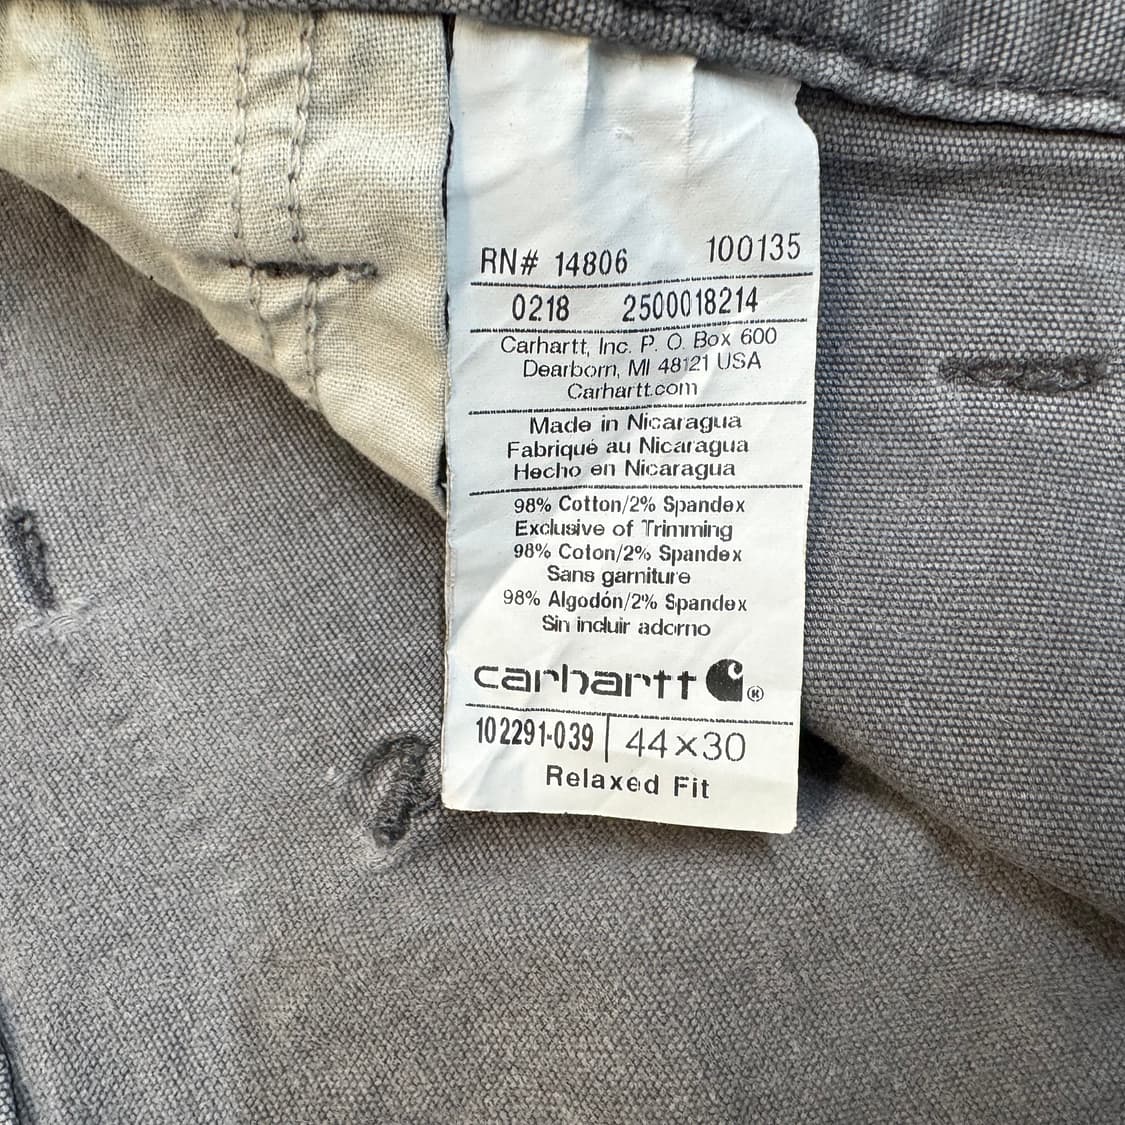 RN# 14806 100135
0218 2500018214
Carhartt, Inc. P. O. Box 600
Dearborn, MI 48121 USA
Carhartt.com
Made in Nicaragua
Fabriqué au Nicaragua
Hecho en Nicaragua
98% Cotton/2% Spandex
Exclusive of Trimming
98% Coton/2% Spandex
Sans garniture
98% Algodón/2% Spandex
Sin incluir adorno
carhartt ®
102291-039 | 44×30
Relaxed Fit